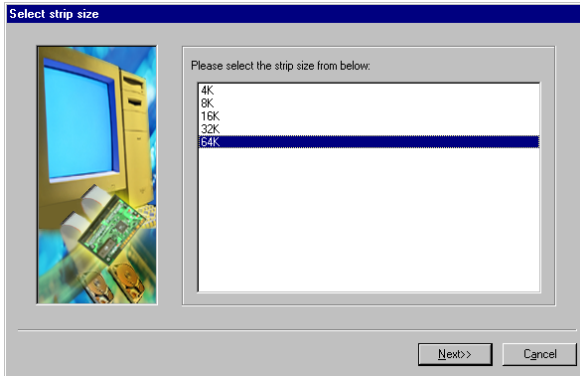 Select strip size
Please select the strip size from below:
4K
8K
16K
32K
64K
Next>>
Cancel